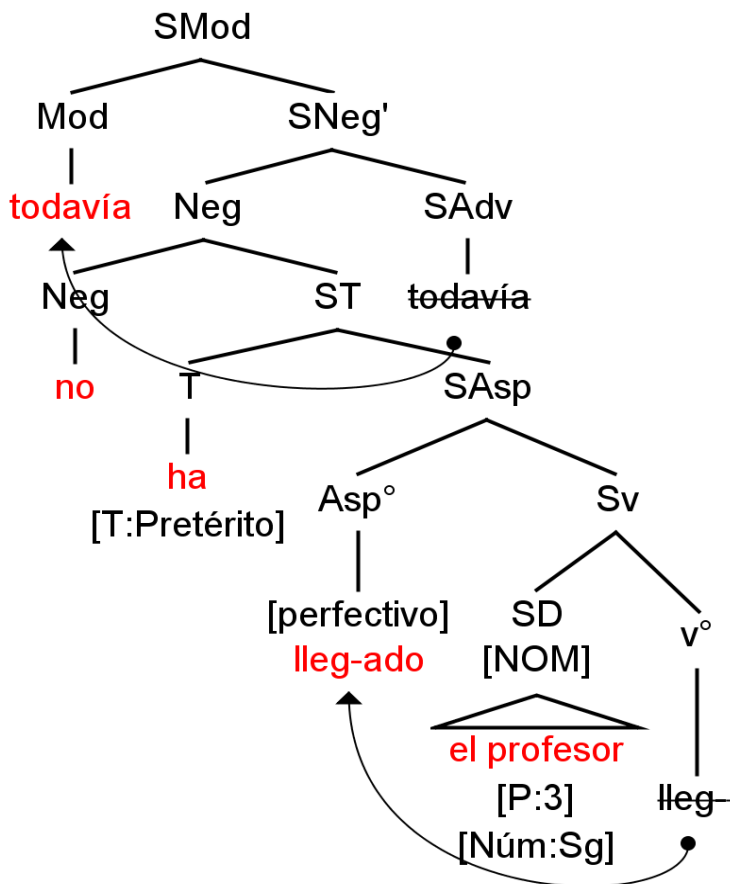 SMod
Mod SNeg'
todavía Neg SAdv
Neg ST todavía
no T SAsp
ha Asp° Sv
[T:Pretérito]
[perfectivo] SD v°
lleg-ado [NOM]
el profesor
[P:3] lleg-
[Núm:Sg]